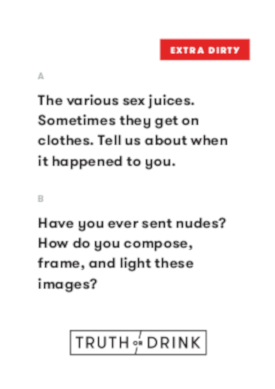 EXTRA DIRTY
A
The various sex juices.
Sometimes they get on
clothes. Tell us about when
it happened to you.
B
Have you ever sent nudes?
How do you compose,
frame, and light these
images?
TRUTH OR DRINK